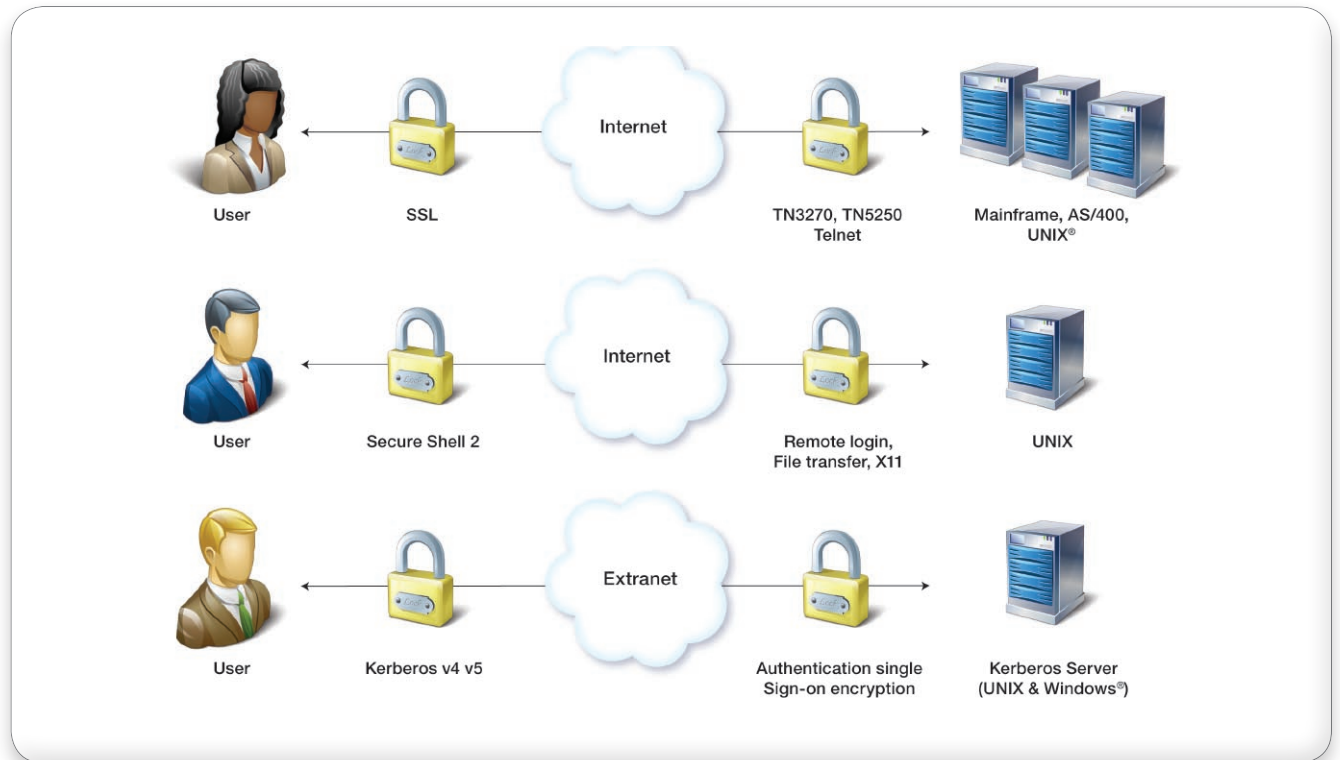 Internet
User
SSL
TN3270, TN5250
Telnet
Mainframe, AS/400,
UNIX®
Internet
User
Secure Shell 2
Remote login,
File transfer, X11
UNIX
Extranet
User
Kerberos v4 v5
Authentication single
Sign-on encryption
Kerberos Server
(UNIX & Windows®)